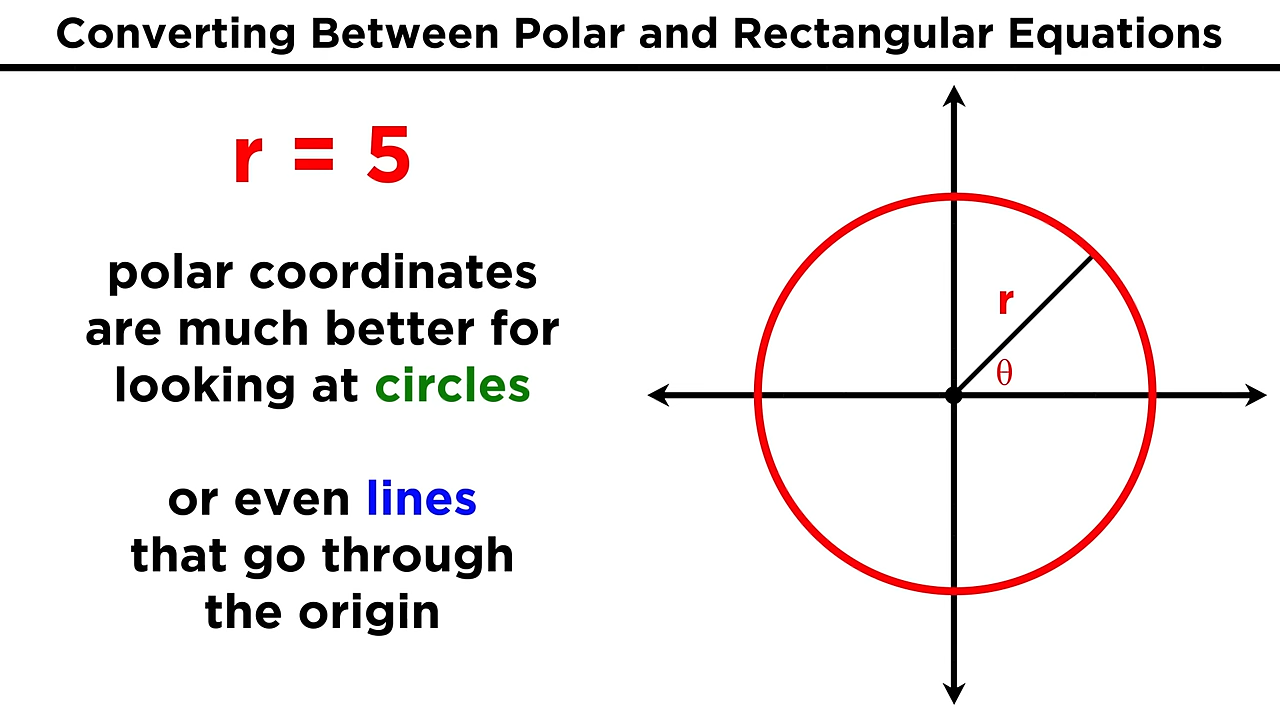 Converting Between Polar and Rectangular Equations
r = 5
polar coordinates
are much better for
looking at circles
or even lines
that go through
the origin
r
θ